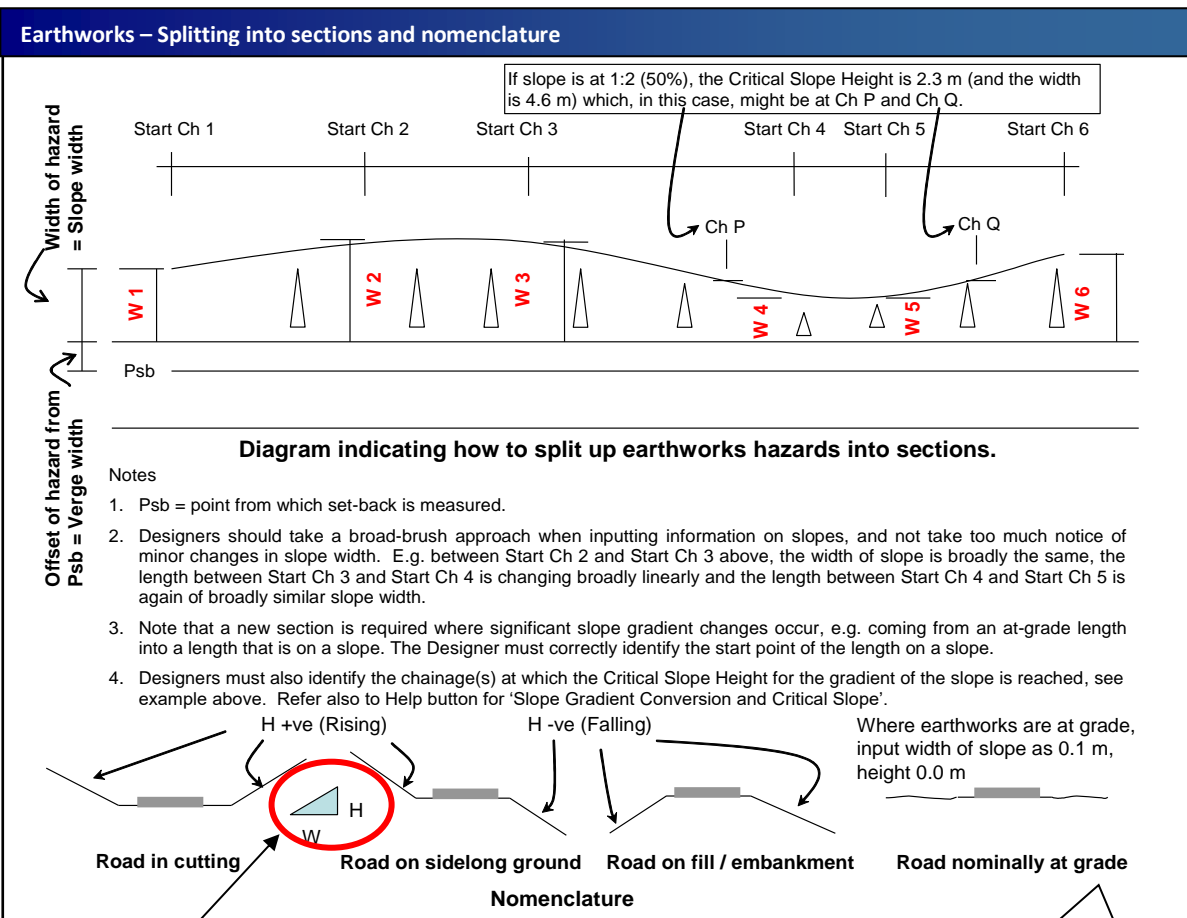 Earthworks – Splitting into sections and nomenclature
If slope is at 1:2 (50%), the Critical Slope Height is 2.3 m (and the width
is 4.6 m) which, in this case, might be at Ch P and Ch Q.
Width of hazard
= Slope width
Start Ch 1
Start Ch 2
Start Ch 3
Start Ch 4
Start Ch 5
Start Ch 6
Ch P
Ch Q
W 1
W 2
W 3
W 4
W 5
W 6
Psb
Offset of hazard from
Psb = Verge width
Diagram indicating how to split up earthworks hazards into sections.
Notes
1. Psb = point from which set-back is measured.
2. Designers should take a broad-brush approach when inputting information on slopes, and not take too much notice of
minor changes in slope width. E.g. between Start Ch 2 and Start Ch 3 above, the width of slope is broadly the same, the
length between Start Ch 3 and Start Ch 4 is changing broadly linearly and the length between Start Ch 4 and Start Ch 5 is
again of broadly similar slope width.
3. Note that a new section is required where significant slope gradient changes occur, e.g. coming from an at-grade length
into a length that is on a slope. The Designer must correctly identify the start point of the length on a slope.
4. Designers must also identify the chainage(s) at which the Critical Slope Height for the gradient of the slope is reached, see
example above. Refer also to Help button for 'Slope Gradient Conversion and Critical Slope'.
H +ve (Rising)
H -ve (Falling)
Where earthworks are at grade,
input width of slope as 0.1 m,
height 0.0 m
H
W
Road in cutting
Road on sidelong ground
Road on fill / embankment
Road nominally at grade
Nomenclature